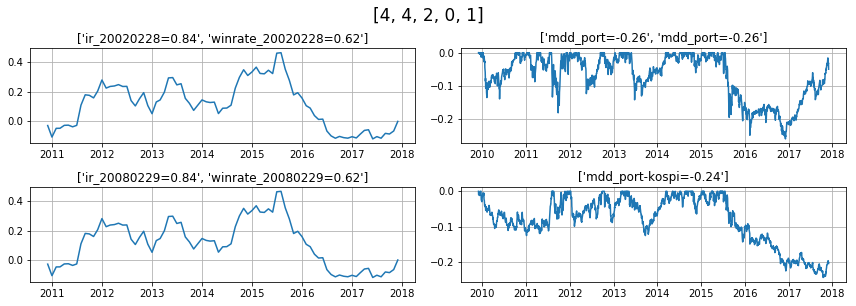 [4, 4, 2, 0, 1]
['ir_20020228=0.84', 'winrate_20020228=0.62']
0.4
0.2
0.0
2011 2012 2013 2014 2015 2016 2017 2018
['mdd_port=-0.26', 'mdd_port=-0.26']
0.0
−0.1
−0.2
2010 2011 2012 2013 2014 2015 2016 2017 2018
['ir_20080229=0.84', 'winrate_20080229=0.62']
0.4
0.2
0.0
2011 2012 2013 2014 2015 2016 2017 2018
['mdd_port-kospi=-0.24']
0.0
−0.1
−0.2
2010 2011 2012 2013 2014 2015 2016 2017 2018